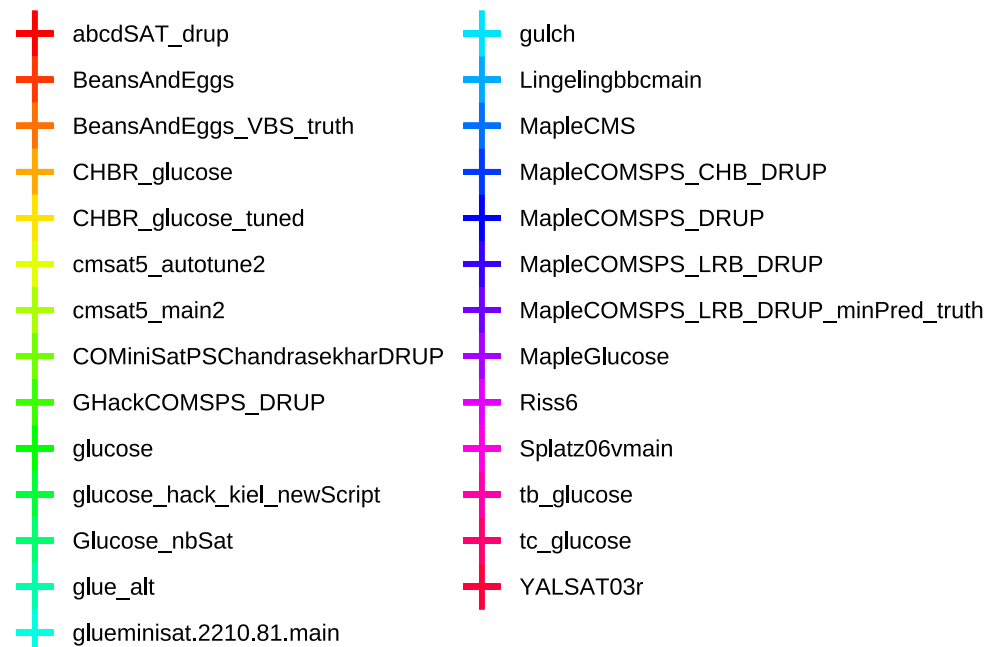 abcdSAT_drup
BeansAndEggs
BeansAndEggs_VBS_truth
CHBR_glucose
CHBR_glucose_tuned
cmsat5_autotune2
cmsat5_main2
COMiniSatPSChandrasekharDRUP
GHackCOMSPS_DRUP
glucose
glucose_hack_kiel_newScript
Glucose_nbSat
glue_alt
glueminisat.2210.81.main
gulch
Lingelingbbcmain
MapleCMS
MapleCOMSPS_CHB_DRUP
MapleCOMSPS_DRUP
MapleCOMSPS_LRB_DRUP
MapleCOMSPS_LRB_DRUP_minPred_truth
MapleGlucose
Riss6
Splatz06vmain
tb_glucose
tc_glucose
YALSAT03r